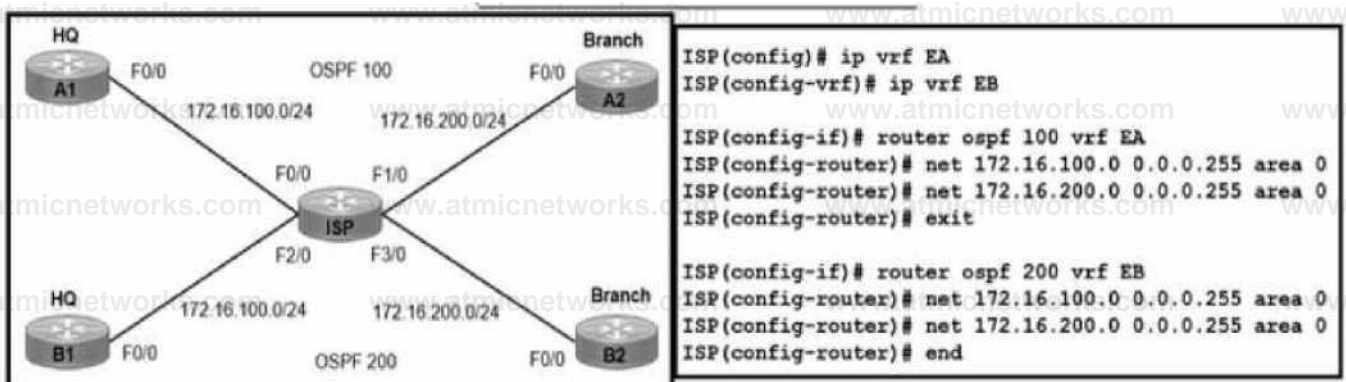 www.atmicnetworks.com www.atmicnetworks.com www.atmicnetworks.com www
HQ
A1
F0/0
OSPF 100
Branch
F0/0
A2
172.16.100.0/24
172.16.200.0/24
F0/0
F1/0
ISP
F2/0
F3/0
HQ
B1
F0/0
172.16.100.0/24
172.16.200.0/24
OSPF 200
Branch
F0/0
B2
ISP(config)# ip vrf EA
ISP(config-vrf)# ip vrf EB
ISP(config-if)# router ospf 100 vrf EA
ISP(config-router)# net 172.16.100.0 0.0.0.255 area 0
ISP(config-router)# net 172.16.200.0 0.0.0.255 area 0
ISP(config-router)# exit
ISP(config-if)# router ospf 200 vrf EB
ISP(config-router)# net 172.16.100.0 0.0.0.255 area 0
ISP(config-router)# net 172.16.200.0 0.0.0.255 area 0
ISP(config-router)# end